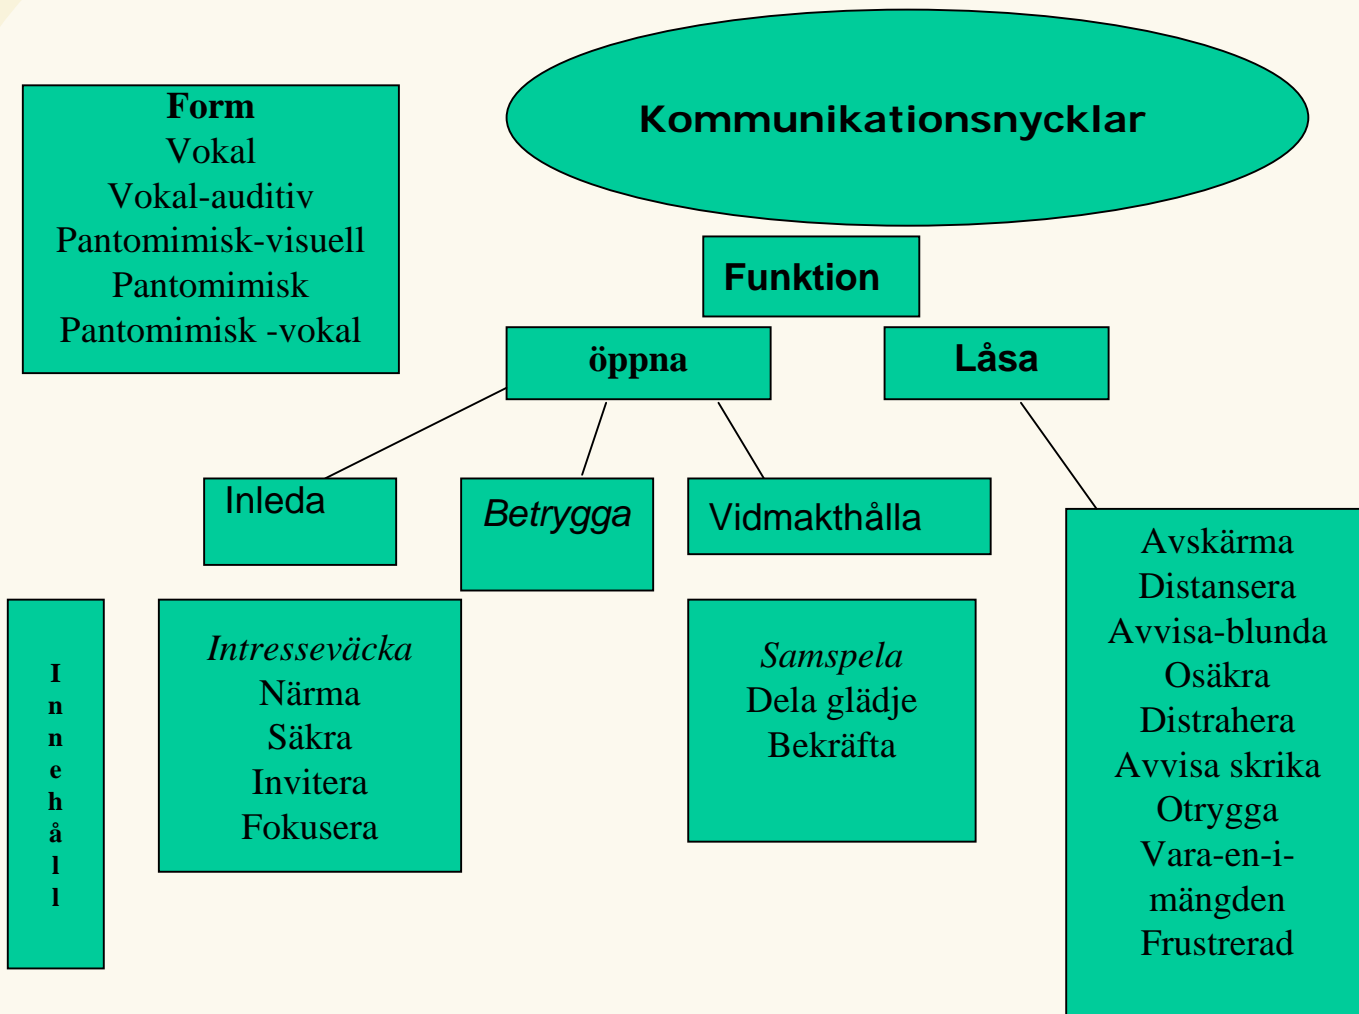 Kommunikationsnycklar
Form
Vokal
Vokal-auditiv
Pantomimisk-visuell
Pantomimisk
Pantomimisk -vokal
Funktion
öppna
Låsa
Inleda
Betrygga
Vidmakthålla
Innehåll
Intresseväcka
Närma
Säkra
Invitera
Fokusera
Samspela
Dela glädje
Bekräfta
Avskärma
Distansera
Avvisa-blunda
Osäkra
Distrahera
Avvisa skrika
Otrygga
Vara-en-i-
mängden
Frustrerad